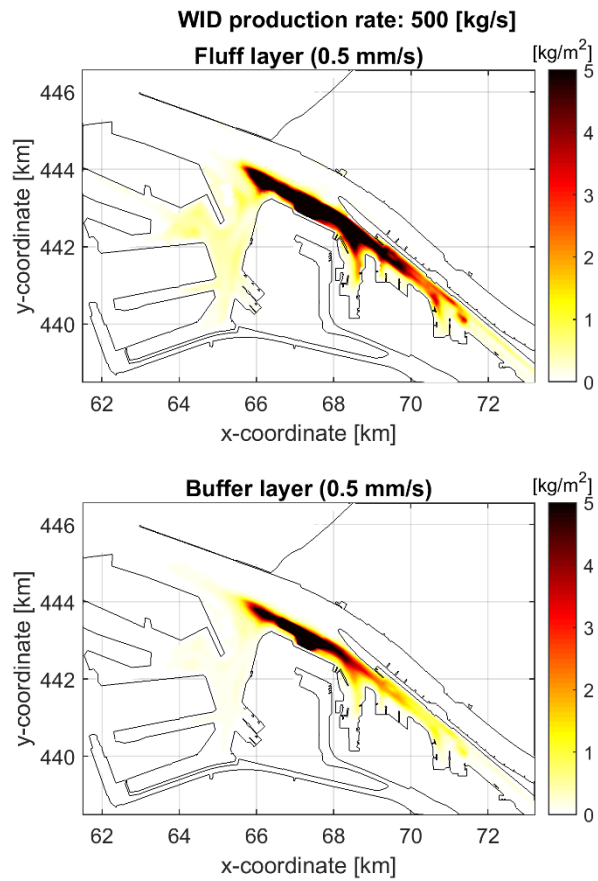 WID production rate: 500 [kg/s]
Fluff layer (0.5 mm/s)
[kg/m²]
446
444
442
440
y-coordinate [km]
62 64 66 68 70 72
x-coordinate [km]
5
4
3
2
1
0
Buffer layer (0.5 mm/s)
[kg/m²]
446
444
442
440
y-coordinate [km]
62 64 66 68 70 72
x-coordinate [km]
5
4
3
2
1
0